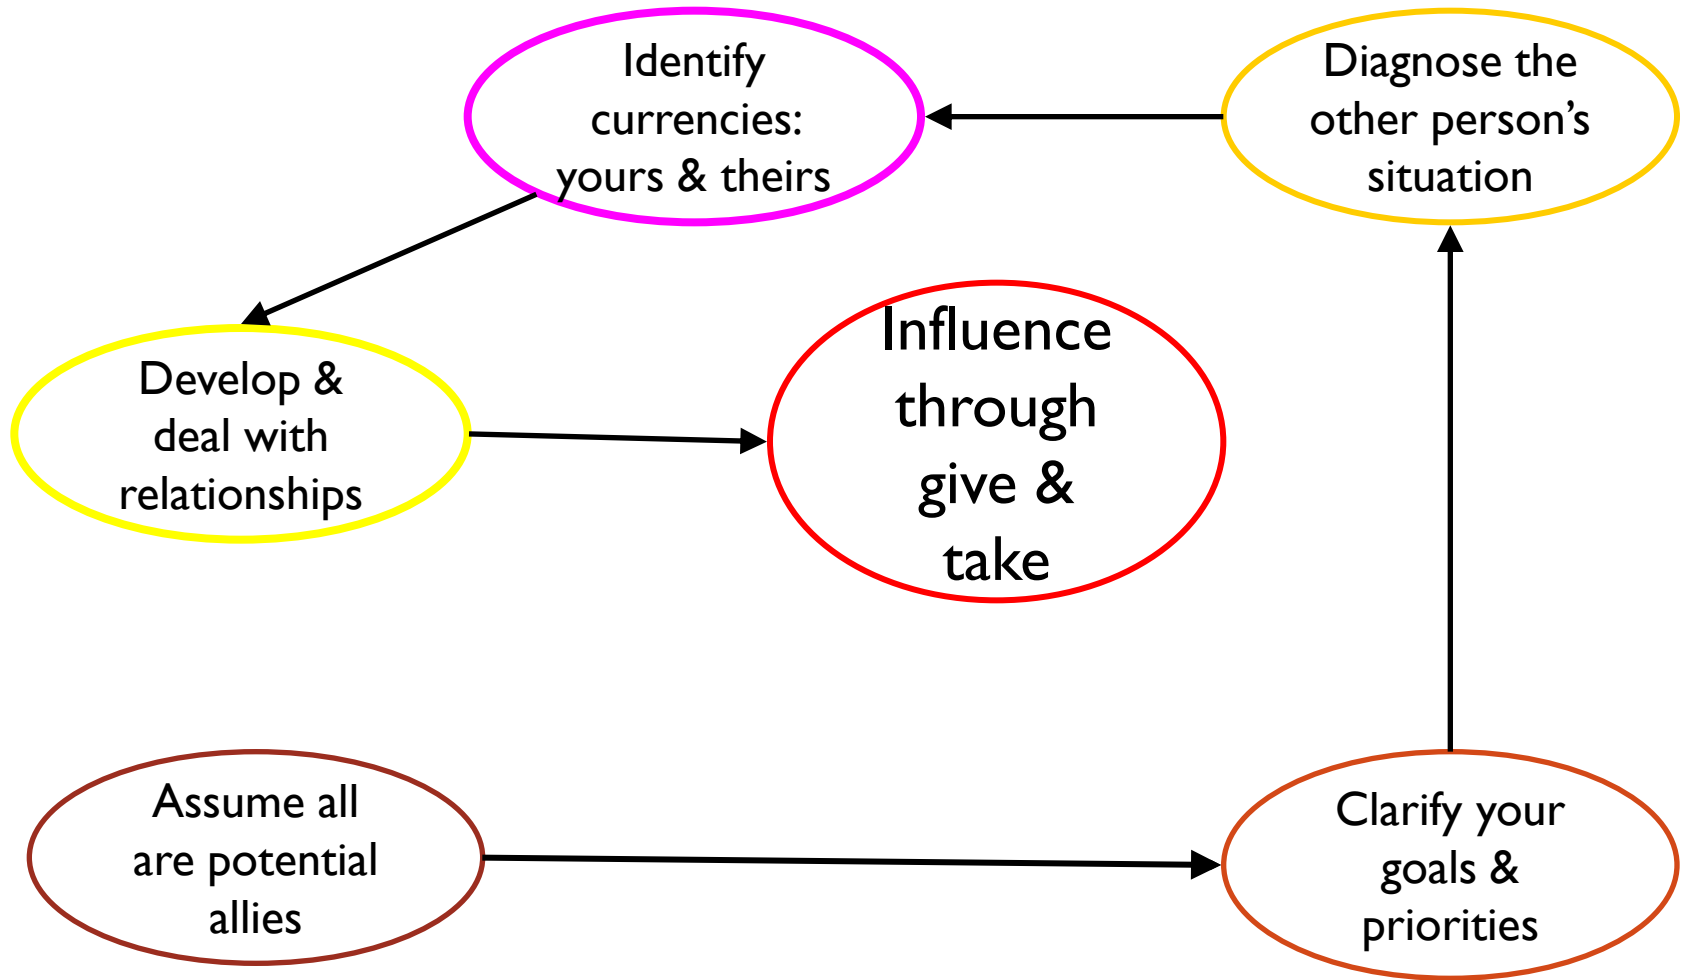 Identify
currencies:
yours & theirs
Diagnose the
other person’s
situation
Develop &
deal with
relationships
Influence
through
give &
take
Assume all
are potential
allies
Clarify your
goals &
priorities